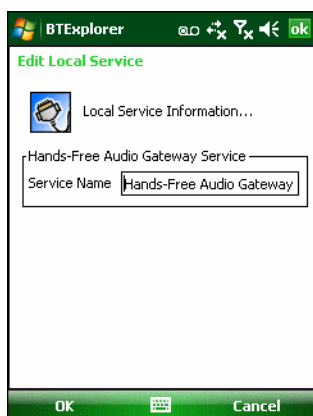 BTExplorer ok
Edit Local Service
Local Service Information...
Hands-Free Audio Gateway Service
Service Name Hands-Free Audio Gateway
OK Cancel